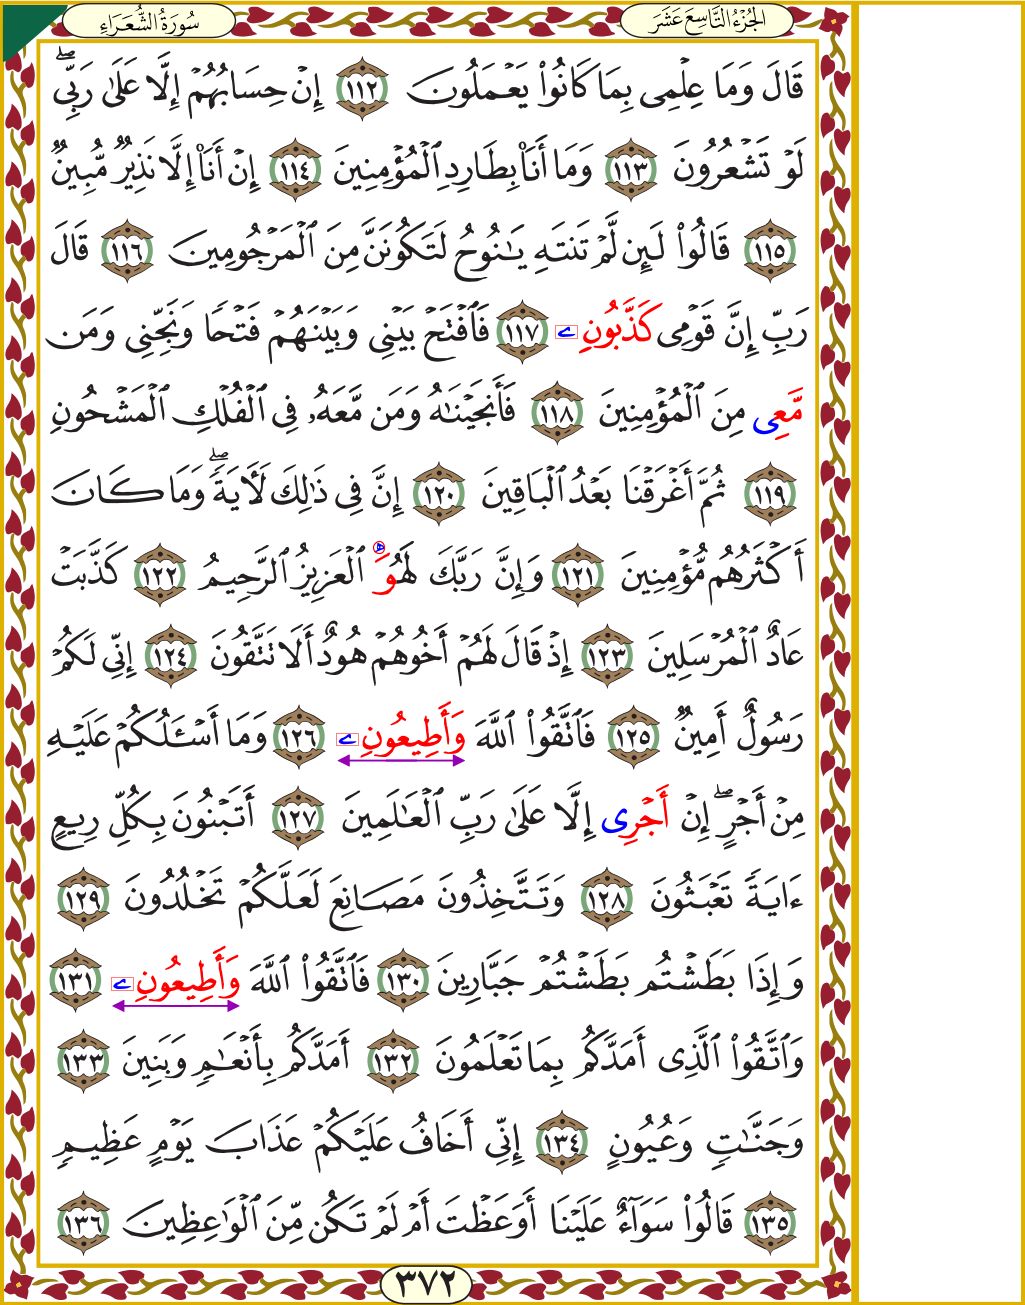 الجُزْءُ التَّاسِعَ عَشَرَ
سُورَةُ الشُّعَرَاءِ
قَالَ وَمَا عِلْمِى بِمَا كَانُوا۟ يَعْمَلُونَ ١١٢ إِنْ حِسَابُهُمْ إِلَّا عَلَىٰ رَبِّى ۖ
لَوْ تَشْعُرُونَ ١١٣ وَمَا أَنَا۠ بِطَارِدِ ٱلْمُؤْمِنِينَ ١١٤ إِنْ أَنَا۠ إِلَّا نَذِيرٌ مُّبِينٌ
١١٥ قَالُوا۟ لَئِن لَّمْ تَنتَهِ يَـٰنُوحُ لَتَكُونَنَّ مِنَ ٱلْمَرْجُومِينَ ١١٦ قَالَ
رَبِّ إِنَّ قَوْمِى كَذَّبُونِۦ ١١٧ فَٱفْتَحْ بَيْنِى وَبَيْنَهُمْ فَتْحًا وَنَجِّنِى وَمَن
مَّعِى مِنَ ٱلْمُؤْمِنِينَ ١١٨ فَأَنجَيْنَـٰهُ وَمَن مَّعَهُۥ فِى ٱلْفُلْكِ ٱلْمَشْحُونِ
١١٩ ثُمَّ أَغْرَقْنَا بَعْدُ ٱلْبَاقِينَ ١٢٠ إِنَّ فِى ذَٰلِكَ لَـَٔايَةً ۖ وَمَا كَانَ
أَكْثَرُهُم مُّؤْمِنِينَ ١٢١ وَإِنَّ رَبَّكَ لَهُوَ ٱلْعَزِيزُ ٱلرَّحِيمُ ١٢٢ كَذَّبَتْ
عَادٌ ٱلْمُرْسَلِينَ ١٢٣ إِذْ قَالَ لَهُمْ أَخُوهُمْ هُودٌ أَلَا تَتَّقُونَ ١٢٤ إِنِّى لَكُمْ
رَسُولٌ أَمِينٌ ١٢٥ فَٱتَّقُوا۟ ٱللَّهَ وَأَطِيعُونِۦ ١٢٦ وَمَا أَسْـَٔلُكُمْ عَلَيْهِ
مِنْ أَجْرٍ ۖ إِنْ أَجْرِى إِلَّا عَلَىٰ رَبِّ ٱلْعَـٰلَمِينَ ١٢٧ أَتَبْنُونَ بِكُلِّ رِيعٍ
ءَايَةً تَعْبَثُونَ ١٢٨ وَتَتَّخِذُونَ مَصَانِعَ لَعَلَّكُمْ تَخْلُدُونَ ١٢٩
وَإِذَا بَطَشْتُم بَطَشْتُمْ جَبَّارِينَ ١٣٠ فَٱتَّقُوا۟ ٱللَّهَ وَأَطِيعُونِۦ ١٣١
وَٱتَّقُوا۟ ٱلَّذِى أَمَدَّكُم بِمَا تَعْلَمُونَ ١٣٢ أَمَدَّكُم بِأَنْعَـٰمٍ وَبَنِينَ ١٣٣
وَجَنَّـٰتٍ وَعُيُونٍ ١٣٤ إِنِّى أَخَافُ عَلَيْكُمْ عَذَابَ يَوْمٍ عَظِيمٍ
١٣٥ قَالُوا۟ سَوَآءٌ عَلَيْنَا أَوَعَظْتَ أَمْ لَمْ تَكُن مِّنَ ٱلْوَٰعِظِينَ ١٣٦
٣٧٢